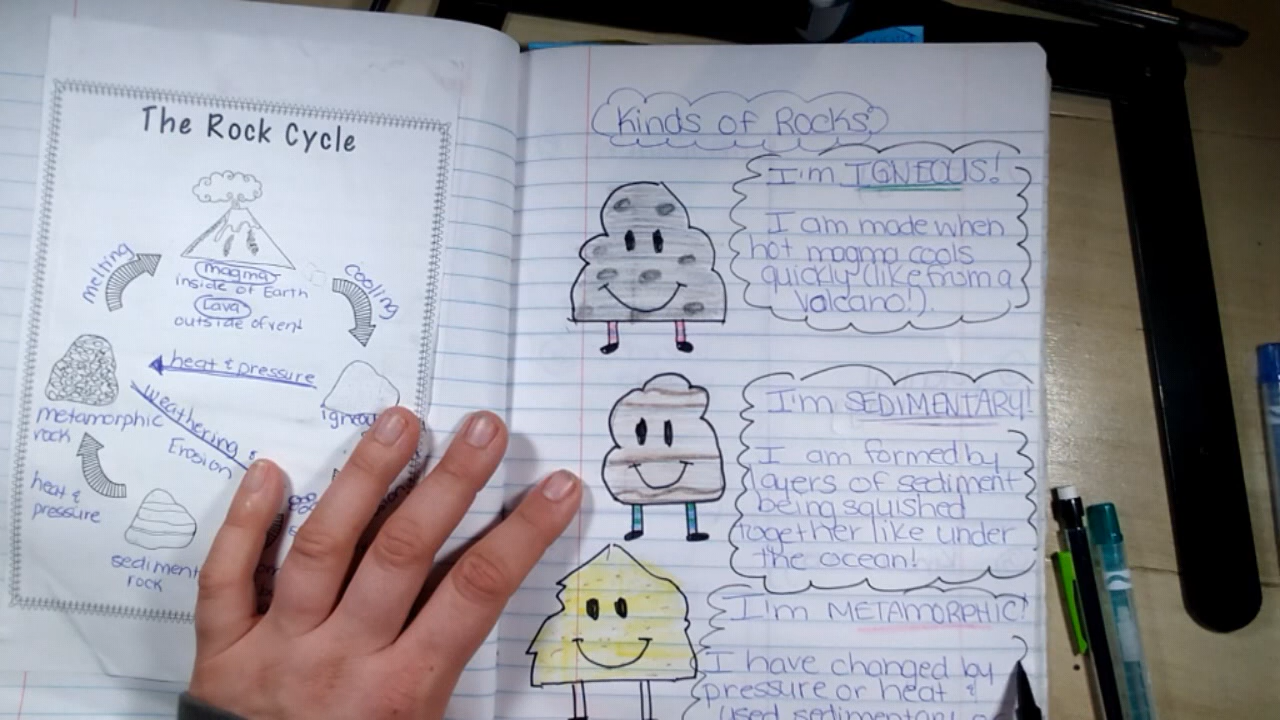 The Rock Cycle
melting
cooling
magma
inside of Earth
Lava
outside of vent
heat & pressure
metamorphic
rock
weathering &
Erosion
heat &
pressure
sediment
rock
Kinds of Rocks:
I'm IGNEOUS!
I am made when
hot magma cools
quickly (like from a
volcano!).
I'm SEDIMENTARY!
I am formed by
layers of sediment
being squished
together like under
the ocean!
I'm METAMORPHIC!
I have changed by
pressure or heat &
used sedimentary